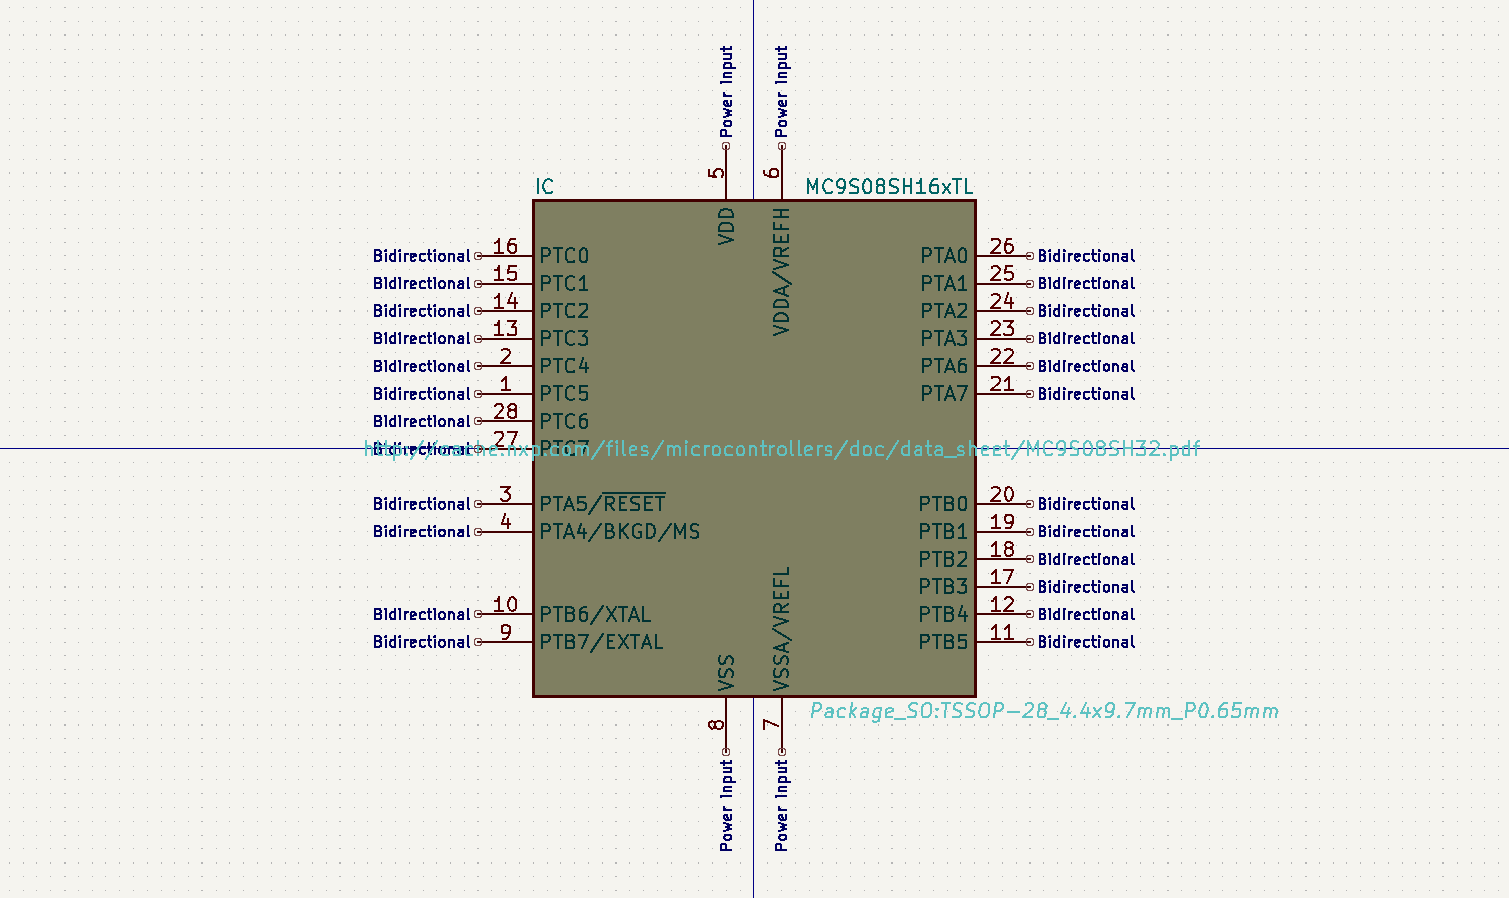 Power Input
Power Input
5
6
IC
MC9S08SH16xTL
VDD
VDDA/VREFH
Bidirectional 16 PTC0
PTA0 26 Bidirectional
Bidirectional 15 PTC1
PTA1 25 Bidirectional
Bidirectional 14 PTC2
PTA2 24 Bidirectional
Bidirectional 13 PTC3
PTA3 23 Bidirectional
Bidirectional 2 PTC4
PTA6 22 Bidirectional
Bidirectional 1 PTC5
PTA7 21 Bidirectional
Bidirectional 28 PTC6
Bidirectional 27 PTC7
http://cache.nxp.com/files/microcontrollers/doc/data_sheet/MC9S08SH32.pdf
Bidirectional 3 PTA5/RESET
PTB0 20 Bidirectional
Bidirectional 4 PTA4/BKGD/MS
PTB1 19 Bidirectional
PTB2 18 Bidirectional
PTB3 17 Bidirectional
Bidirectional 10 PTB6/XTAL
PTB4 12 Bidirectional
Bidirectional 9 PTB7/EXTAL
PTB5 11 Bidirectional
VSS
VSSA/VREFL
Package_SO:TSSOP-28_4.4x9.7mm_P0.65mm
8
7
Power Input
Power Input